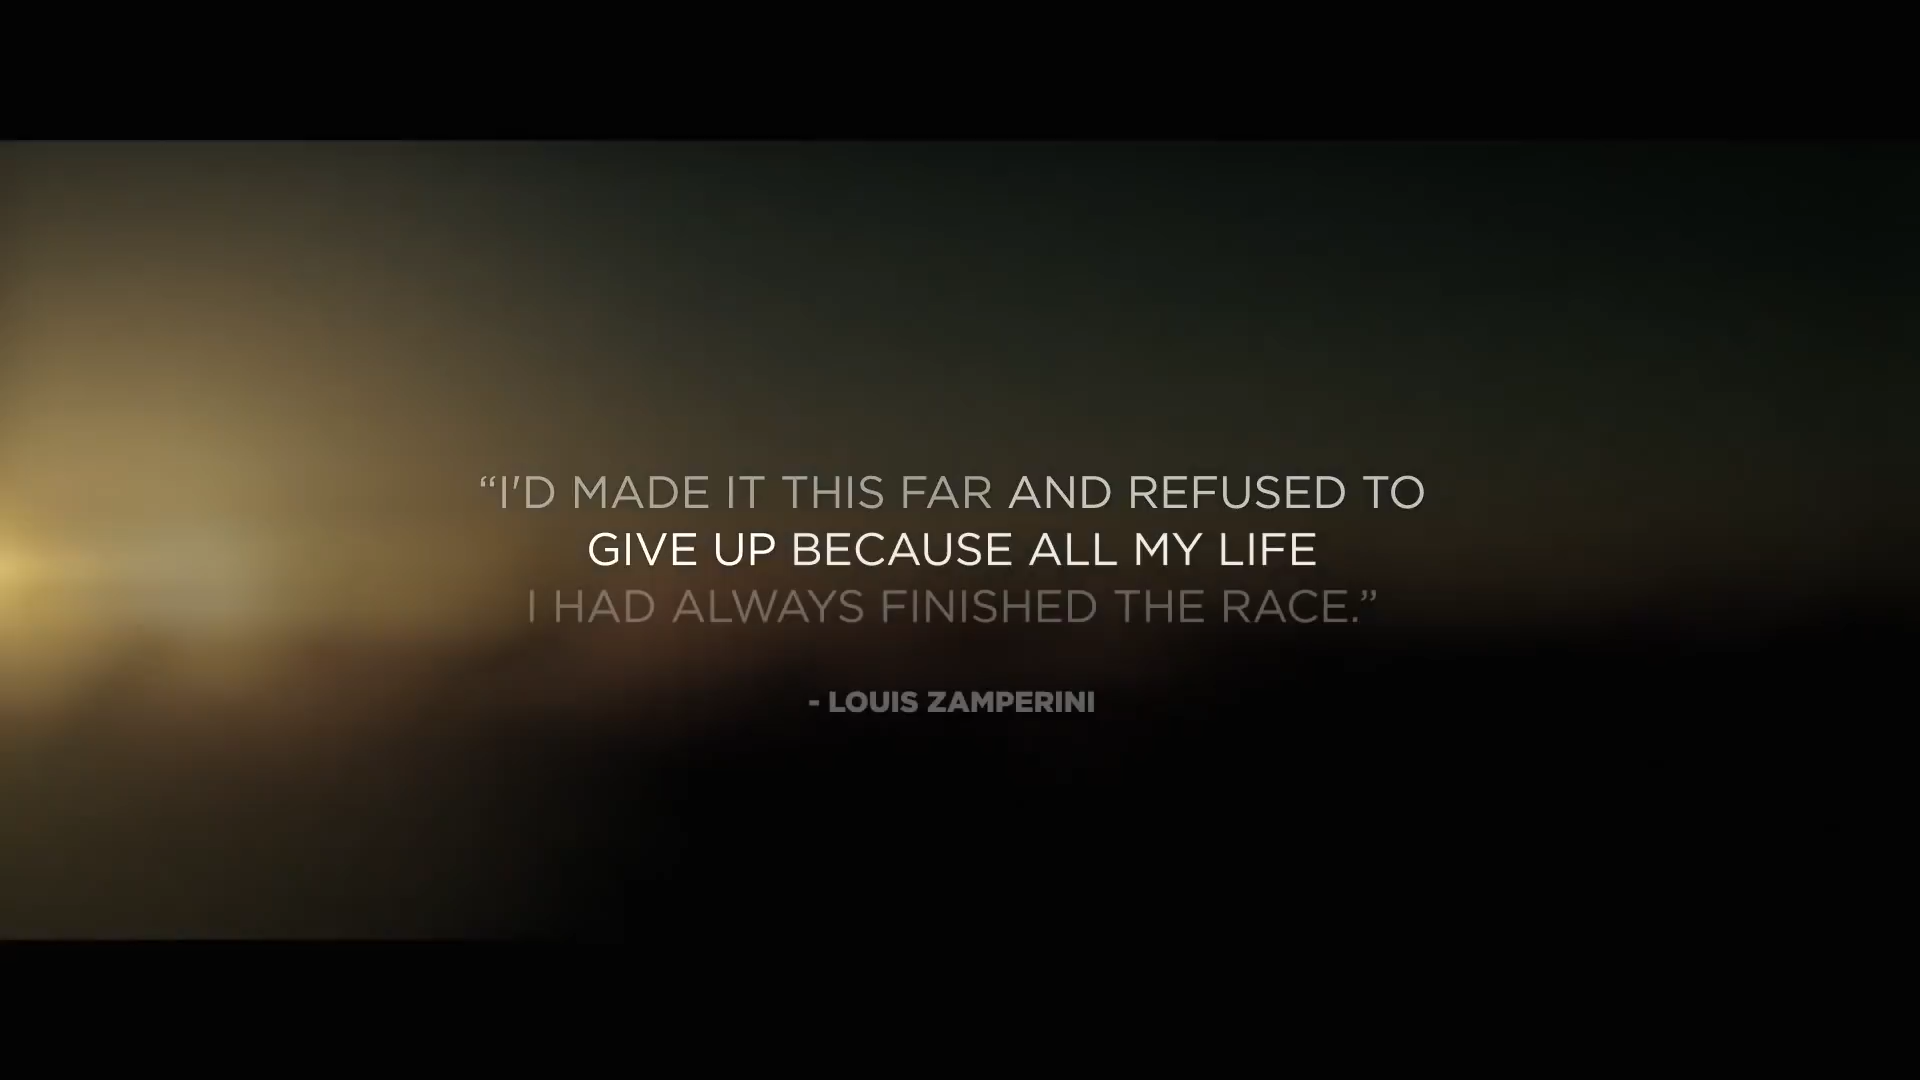 “I'D MADE IT THIS FAR AND REFUSED TO
GIVE UP BECAUSE ALL MY LIFE
I HAD ALWAYS FINISHED THE RACE.”
- LOUIS ZAMPERINI